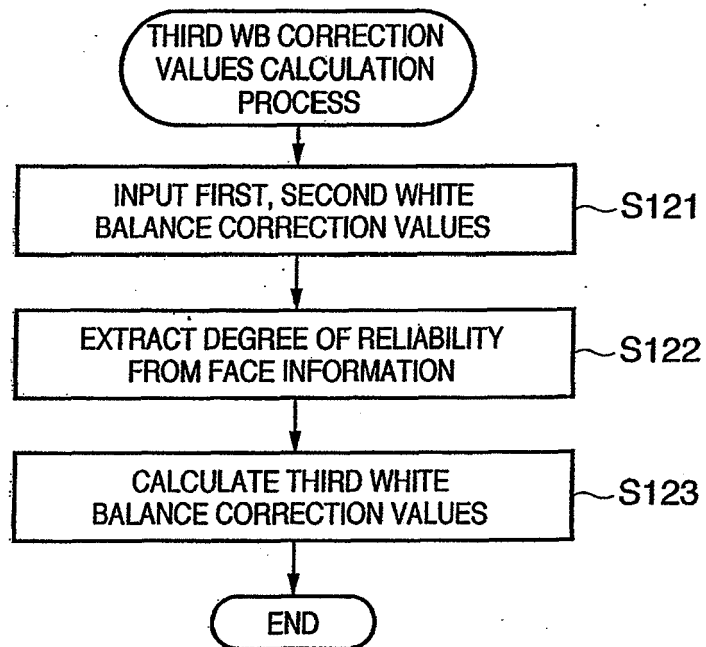 THIRD WB CORRECTION
VALUES CALCULATION
PROCESS
INPUT FIRST, SECOND WHITE
BALANCE CORRECTION VALUES
S121
EXTRACT DEGREE OF RELIABILITY
FROM FACE INFORMATION
S122
CALCULATE THIRD WHITE
BALANCE CORRECTION VALUES
S123
END